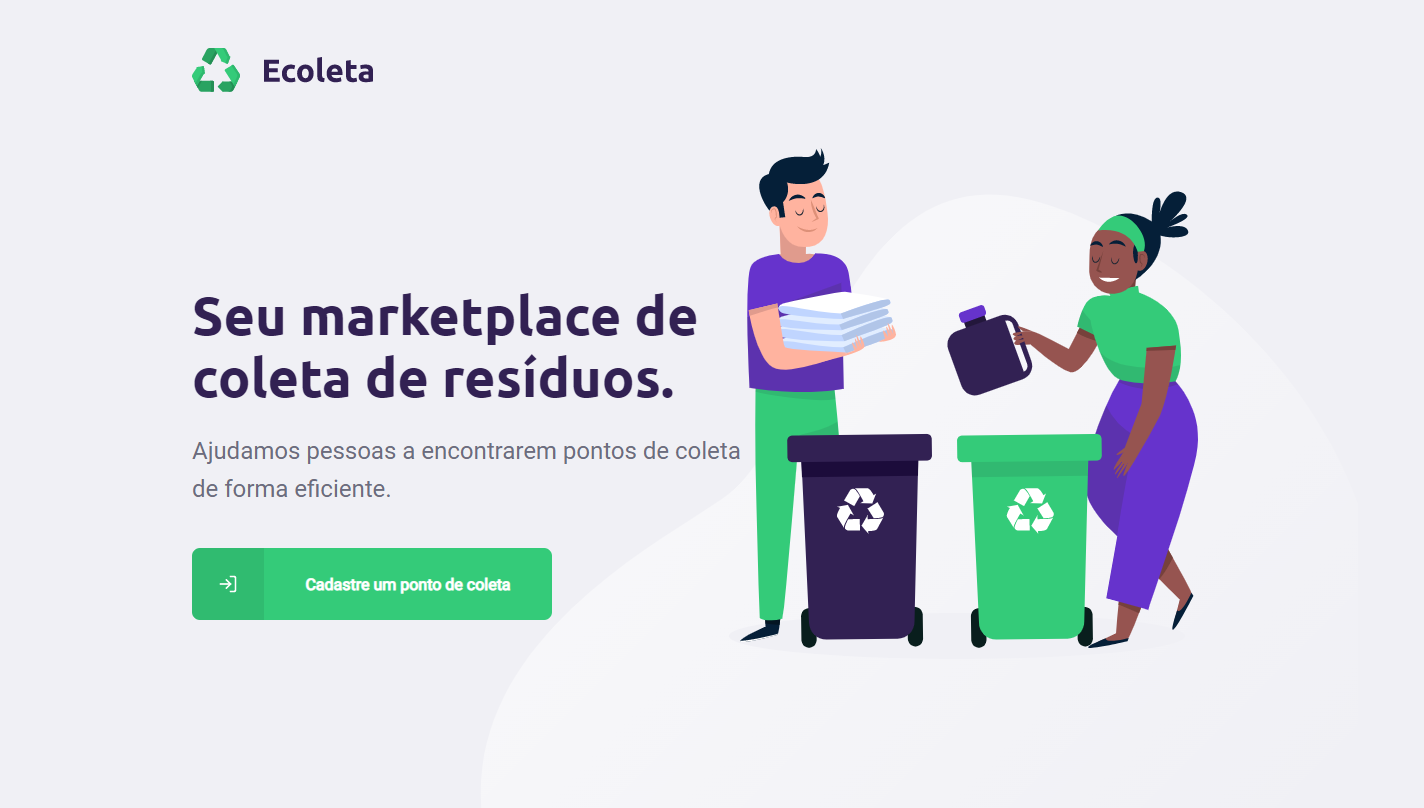 Ecoleta
Seu marketplace de
coleta de resíduos.
Ajudamos pessoas a encontrarem pontos de coleta
de forma eficiente.
Cadastre um ponto de coleta